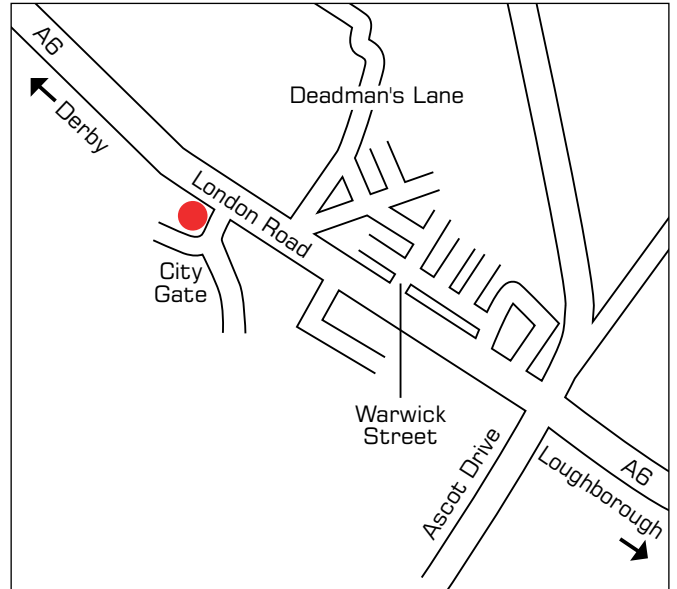 A6
Derby
Deadman's Lane
London Road
City
Gate
Warwick
Street
Ascot Drive
A6
Loughborough